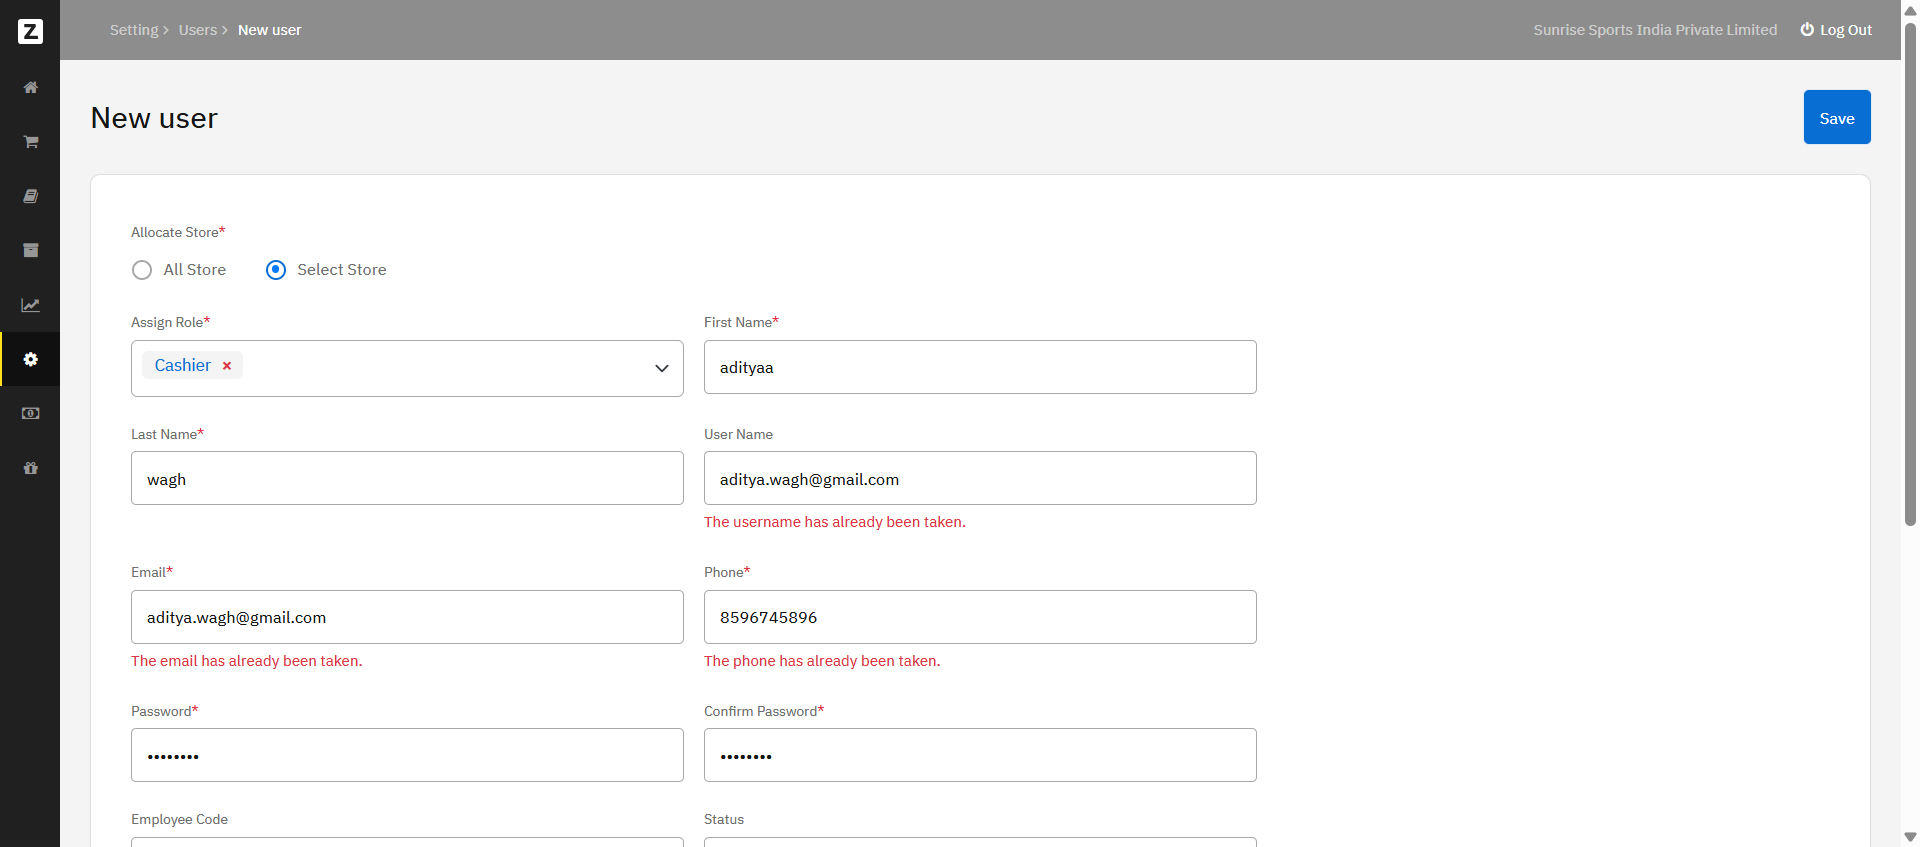 Z
Setting > Users > New user
Sunrise Sports India Private Limited
Log Out
New user
Save
Allocate Store*
All Store
Select Store
Assign Role*
First Name*
Cashier ×
adityaa
Last Name*
User Name
wagh
aditya.wagh@gmail.com
The username has already been taken.
Email*
Phone*
aditya.wagh@gmail.com
8596745896
The email has already been taken.
The phone has already been taken.
Password*
Confirm Password*
••••••••
••••••••
Employee Code
Status